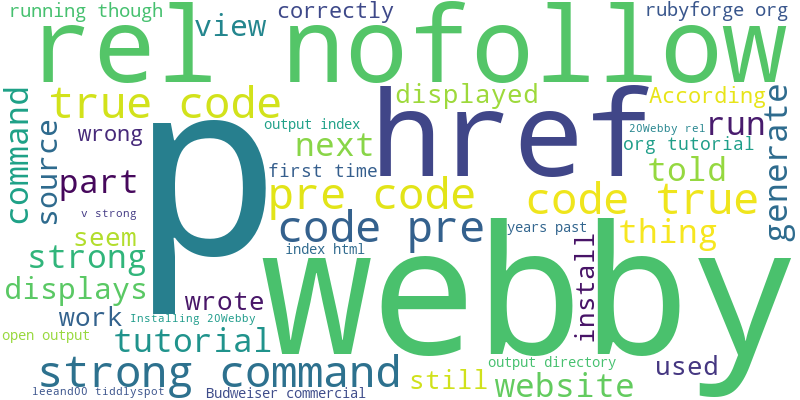 running though
correctly
rubyforge org
rel nofollow
view
true code
displayed
According
href
command
source
wrong
output index
next
2OWebby rel
run
org tutorial
generate
p
part
first time
told
pre code
code true
v strong
code pre
years past
thing
seem
strong
index html
install
webby
displays
wrote
work
Installing 2OWebby
open output
tutorial
strong command
still
output directory
used
website
leeand00 tiddlyspot
Budweiser commercial